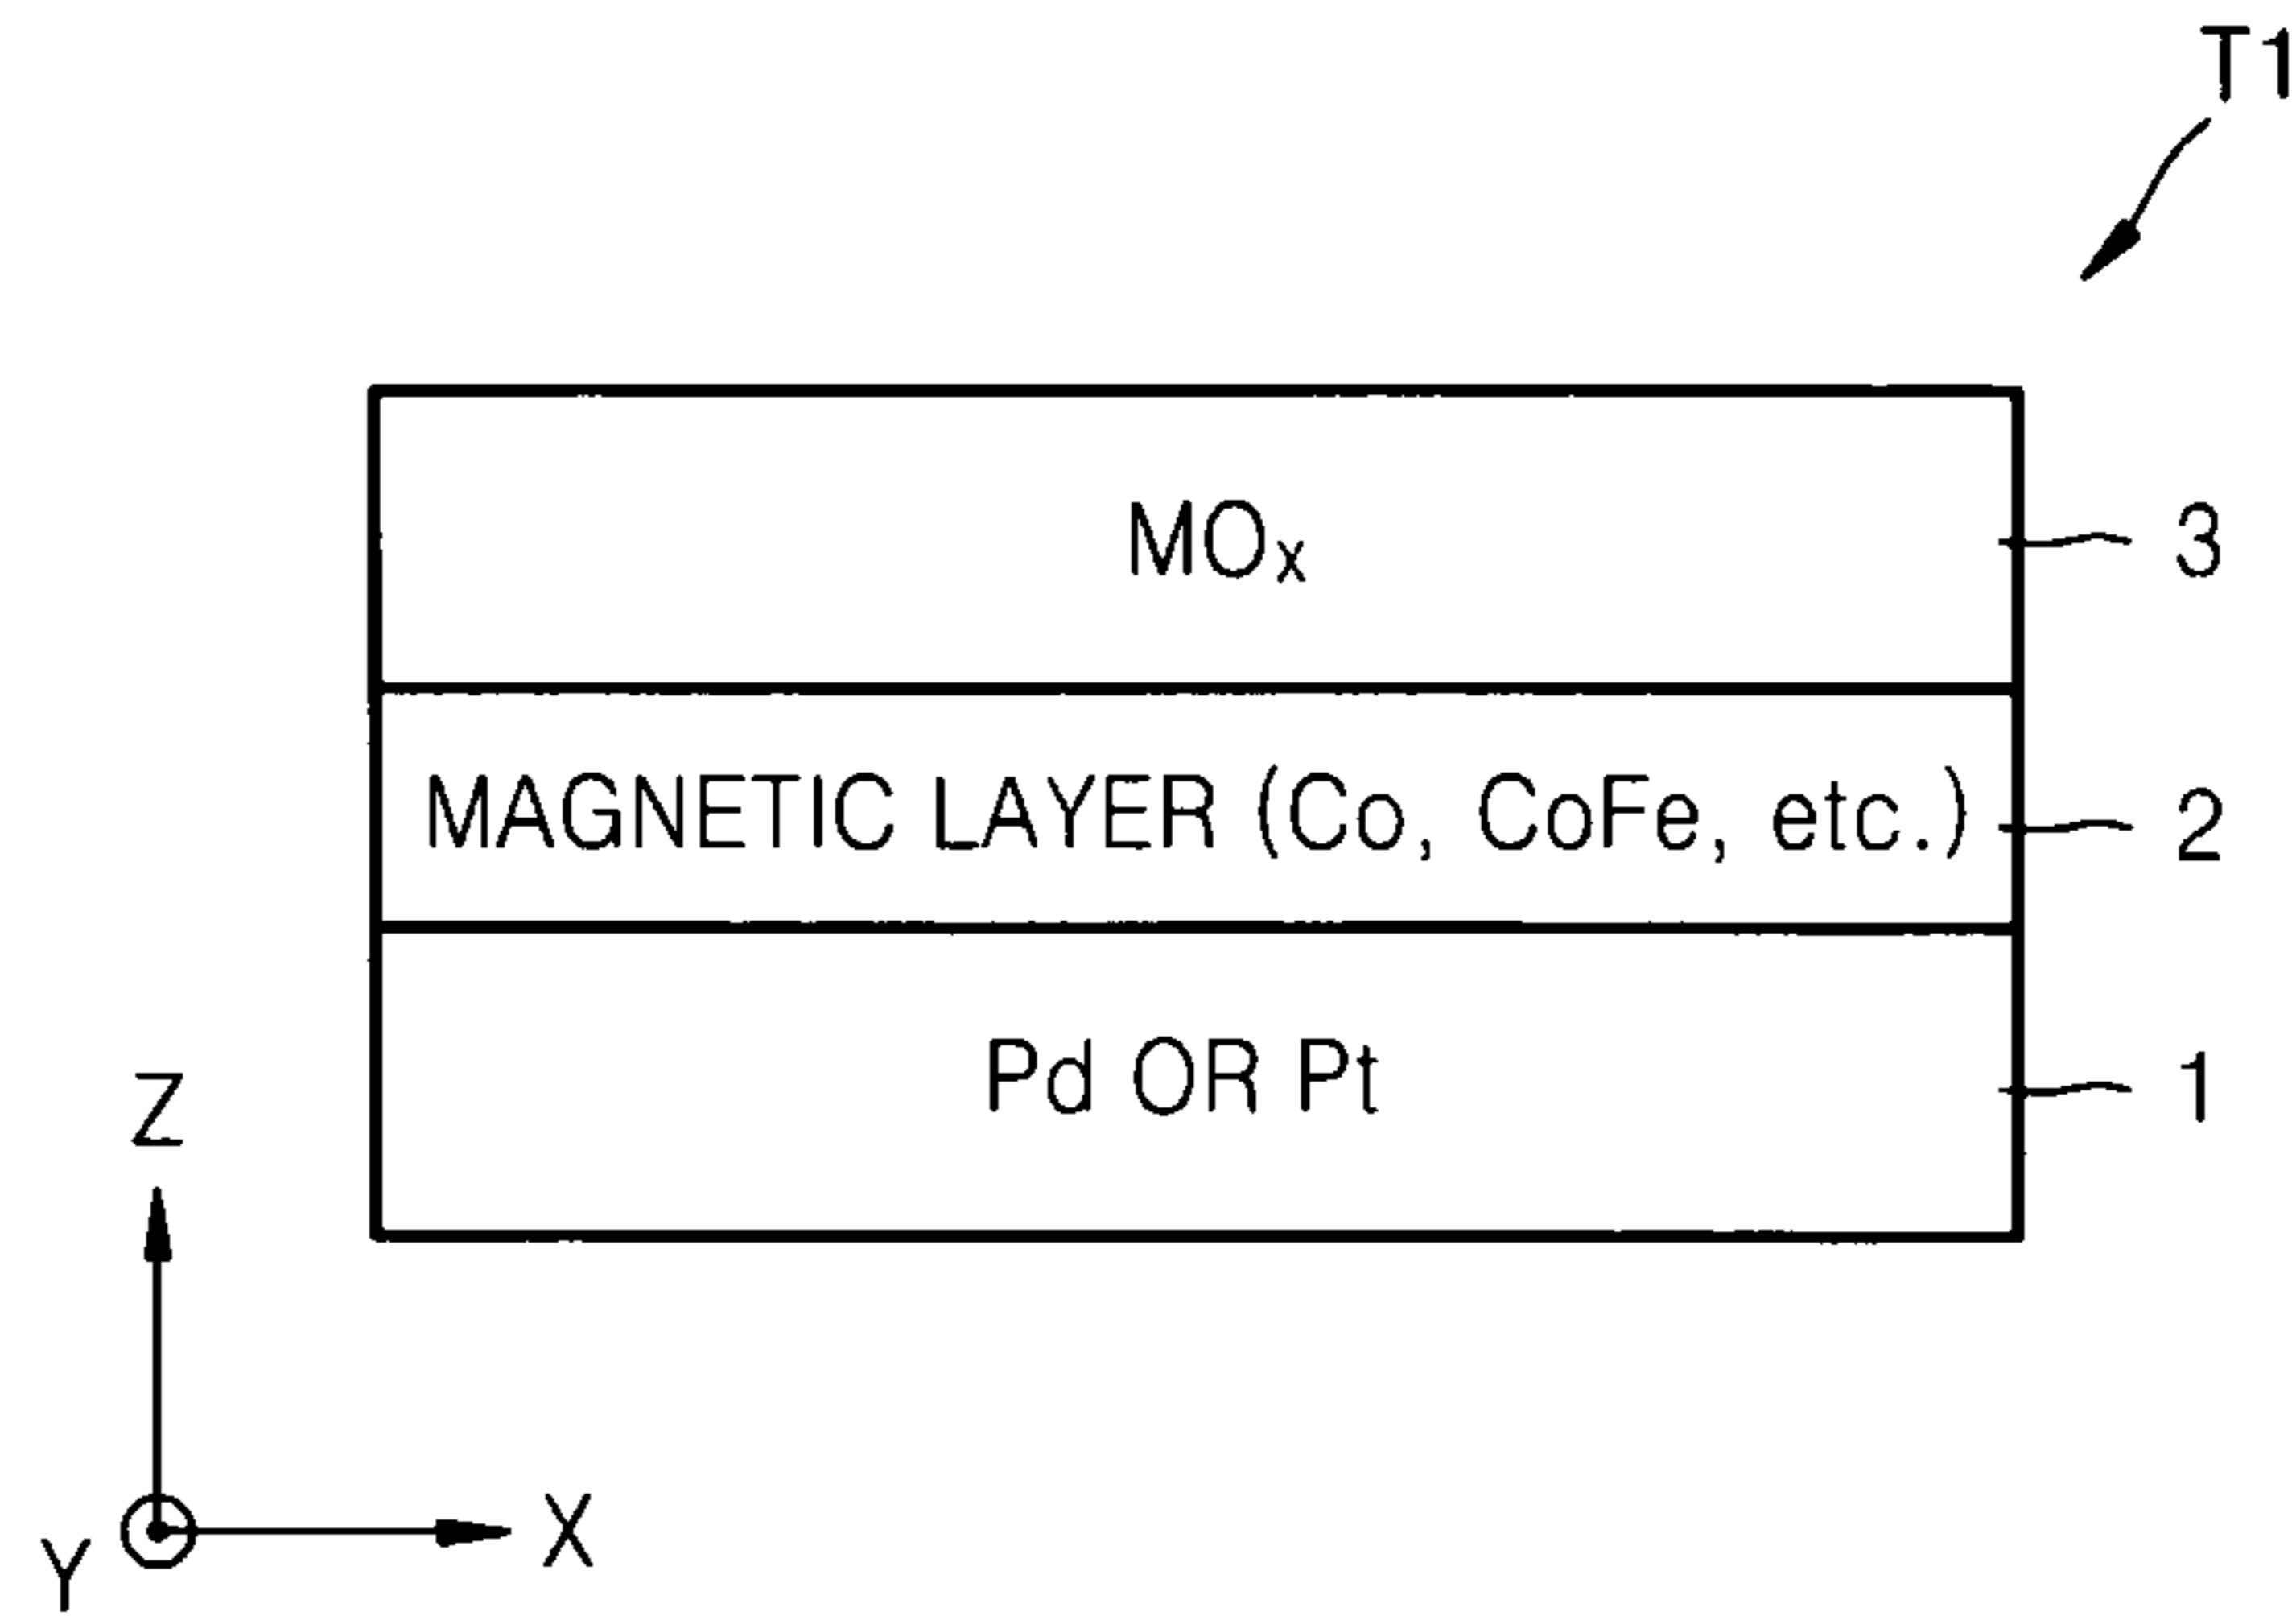 T1
MOx
3
MAGNETIC LAYER (Co, CoFe, etc.)
2
Pd OR Pt
1
Z
X
Y